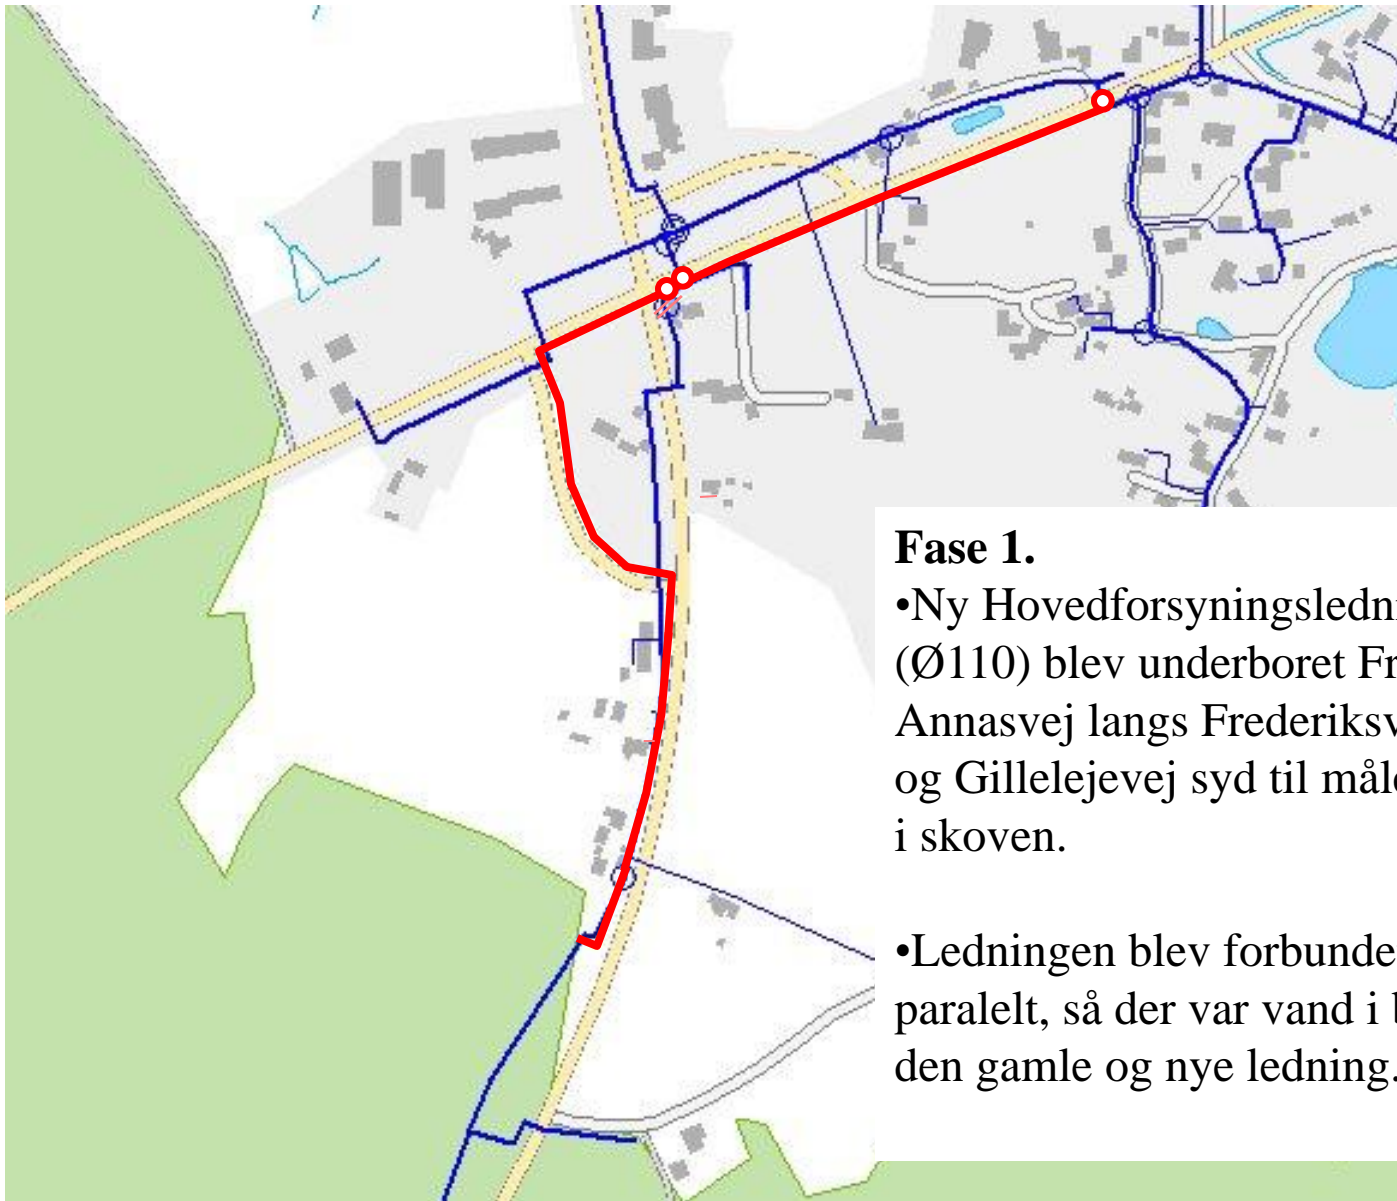 Fase 1.
•Ny Hovedforsyningsledni
(Ø110) blev underboret Fr
Annasvej langs Frederiksv
og Gillelejevej syd til mål
i skoven.
•Ledningen blev forbunde
paralelt, så der var vand i b
den gamle og nye ledning.